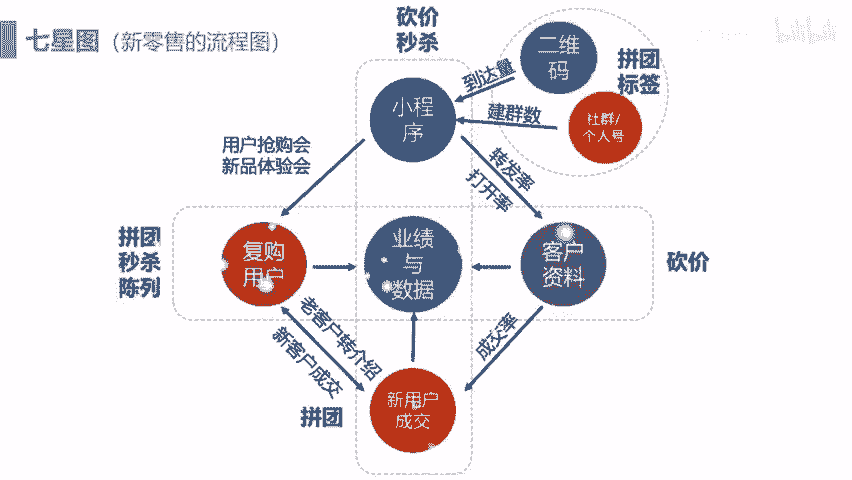 七星图（新零售的流程图）
砍价
秒杀
二维
码
拼团
标签
到达量
小程
序
建群数
社群/
个人号
用户抢购会
新品体验会
转发率
打开率
拼团
秒杀
陈列
复购
用户
业绩
与
数据
客户
资料
砍价
老客户转介绍
新客户成交
成交率
拼团
新用户
成交
bilibili